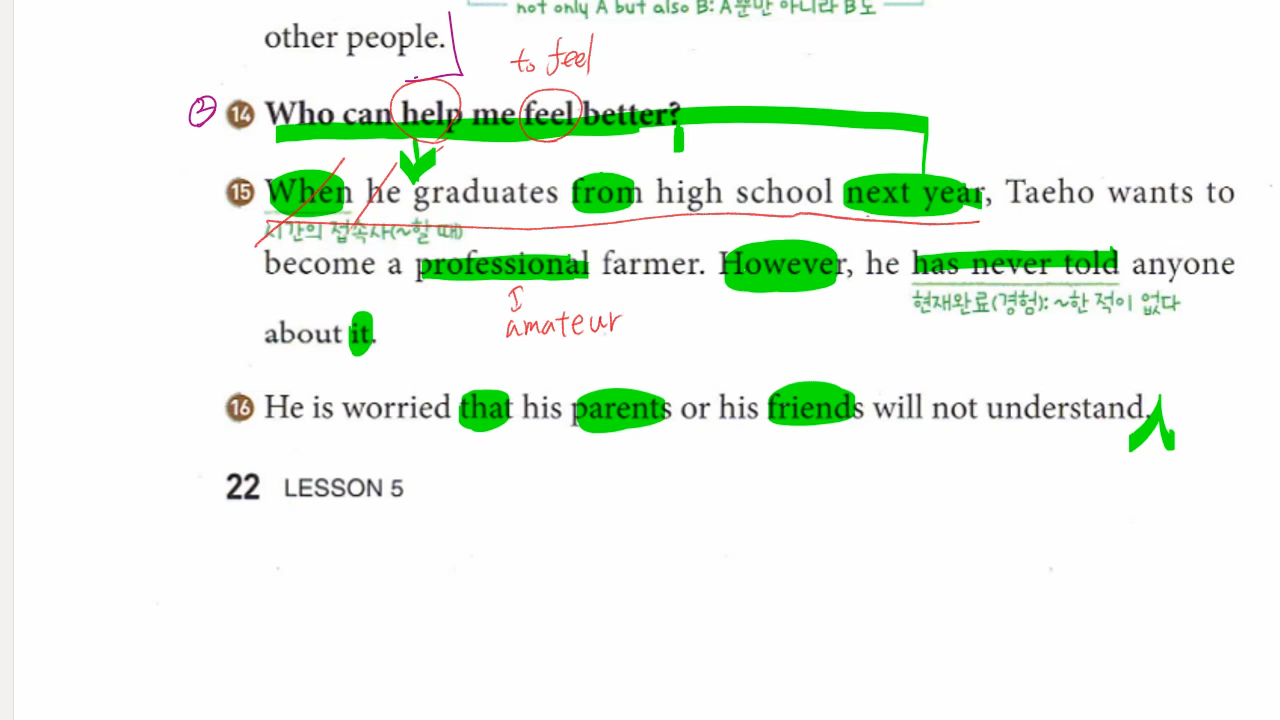 not only A but also B: A뿐만 아니라 B도
other people.
to feel
② 14 Who can help me feel better?
15 When he graduates from high school next year, Taeho wants to
시간의 접속사(~할 때)
become a professional farmer. However, he has never told anyone
현재완료(경험): ~한 적이 없다
amateur
about it.
16 He is worried that his parents or his friends will not understand.
22 LESSON 5